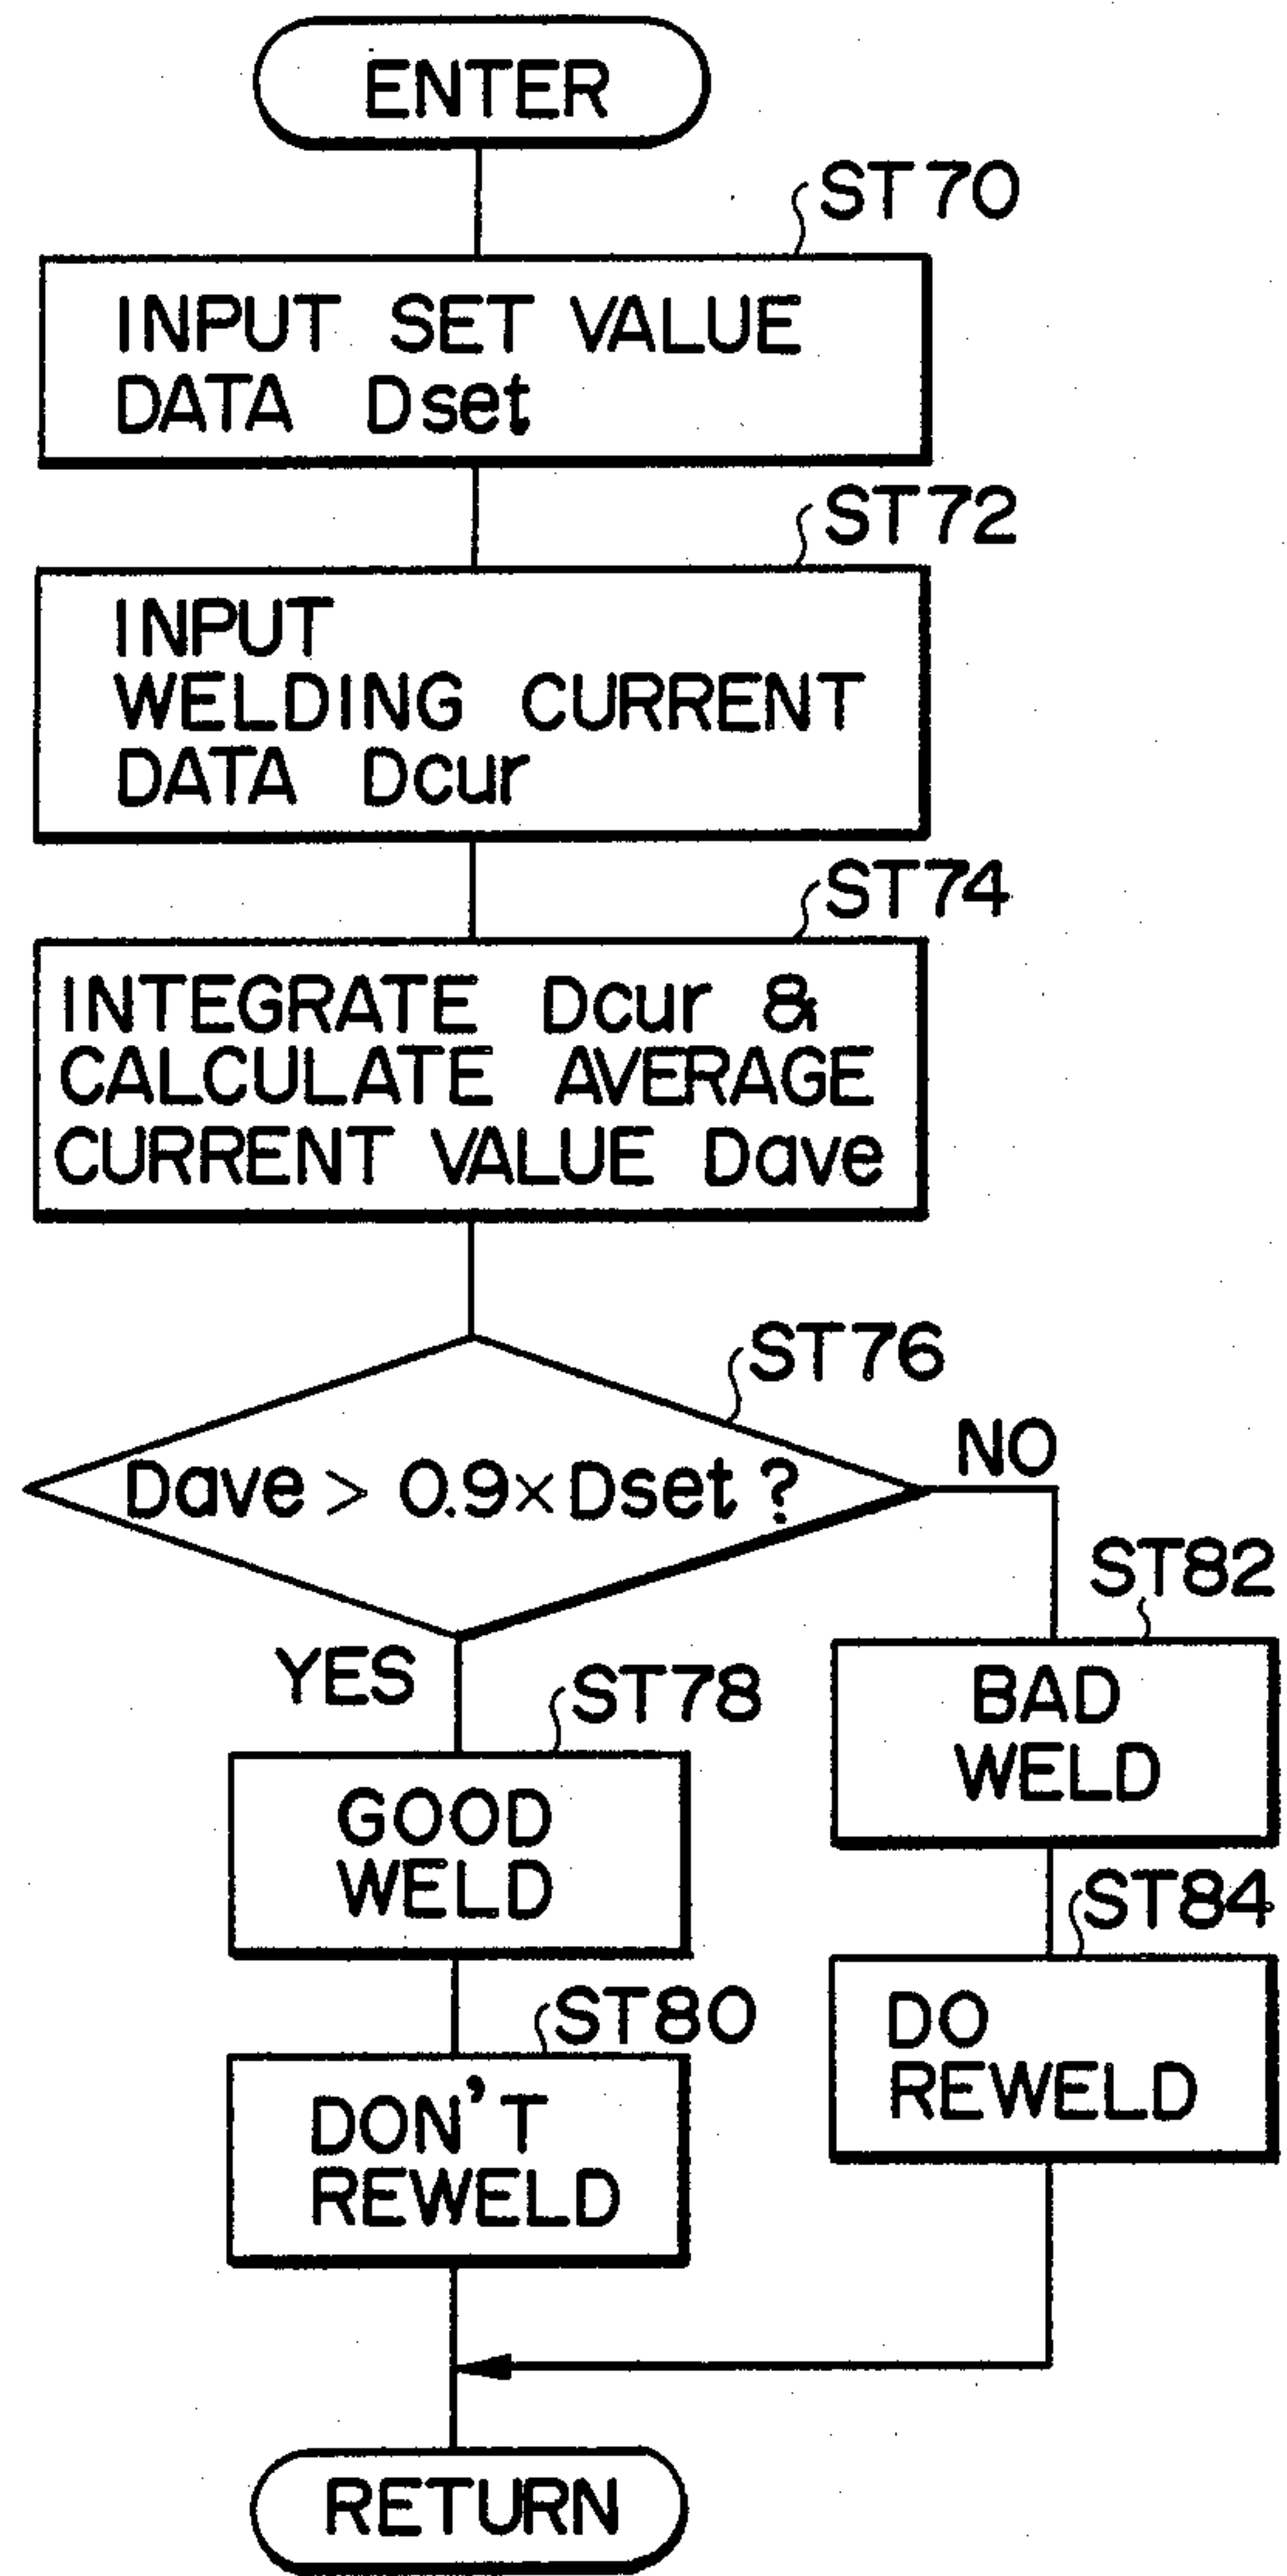 ENTER
ST70
INPUT SET VALUE
DATA Dset
ST72
INPUT
WELDING CURRENT
DATA Dcur
ST74
INTEGRATE Dcur &
CALCULATE AVERAGE
CURRENT VALUE Dave
ST76
Dave > 0.9×Dset ?
NO
YES
ST78
GOOD
WELD
ST80
DON'T
REWELD
ST82
BAD
WELD
ST84
DO
REWELD
RETURN